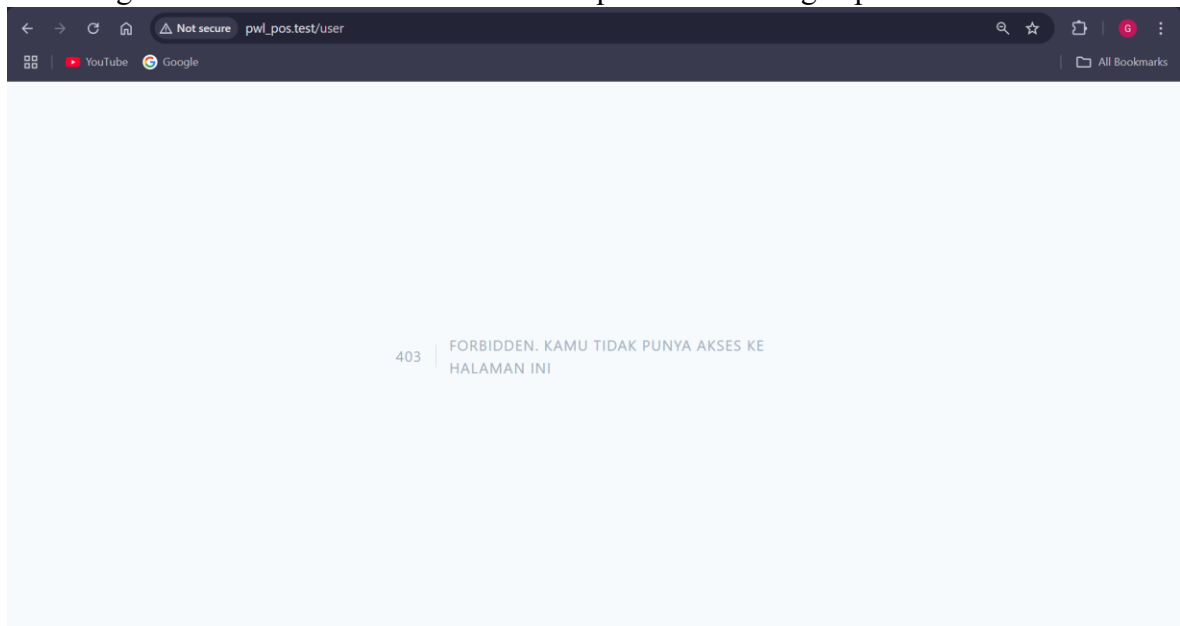 Not secure pwl_pos.test/user G
YouTube Google All Bookmarks
403
FORBIDDEN. KAMU TIDAK PUNYA AKSES KE
HALAMAN INI